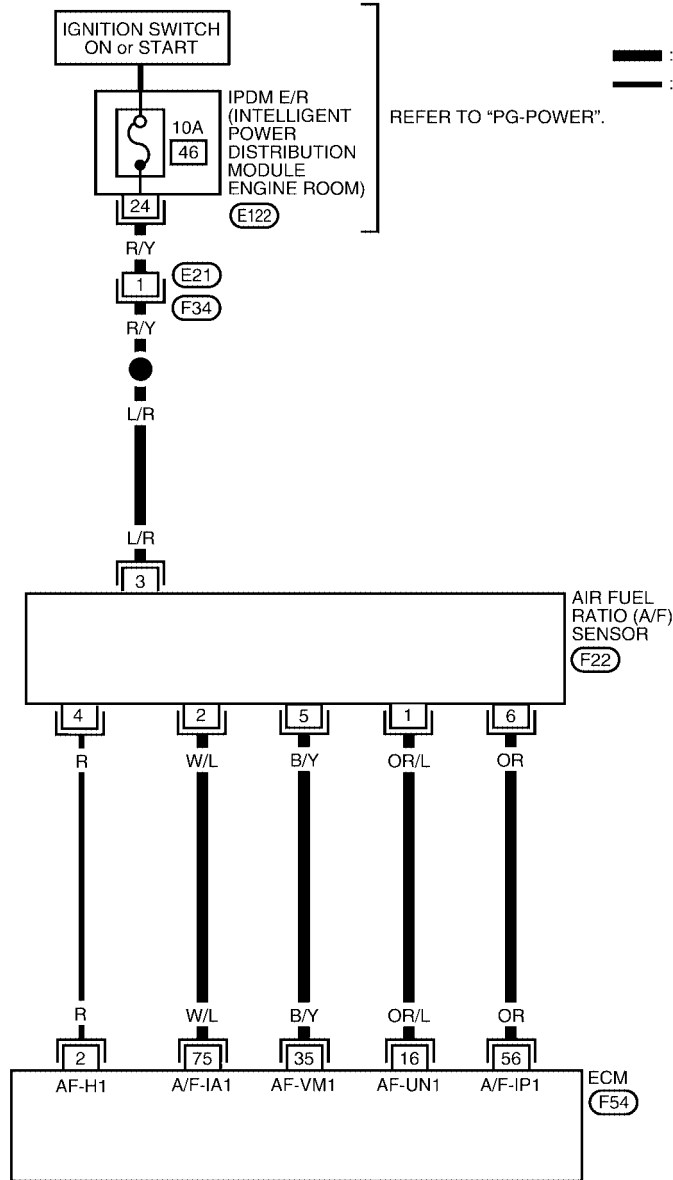 IGNITION SWITCH
ON or START
IPDM E/R
(INTELLIGENT
POWER
DISTRIBUTION
MODULE
ENGINE ROOM)
10A
46
REFER TO “PG-POWER”.
:
:
24
E122
R/Y
1
E21
F34
R/Y
L/R
L/R
3
AIR FUEL
RATIO (A/F)
SENSOR
F22
4 2 5 1 6
R W/L B/Y OR/L OR
R W/L B/Y OR/L OR
2 75 35 16 56
AF-H1 A/F-IA1 AF-VM1 AF-UN1 A/F-IP1
ECM
F54